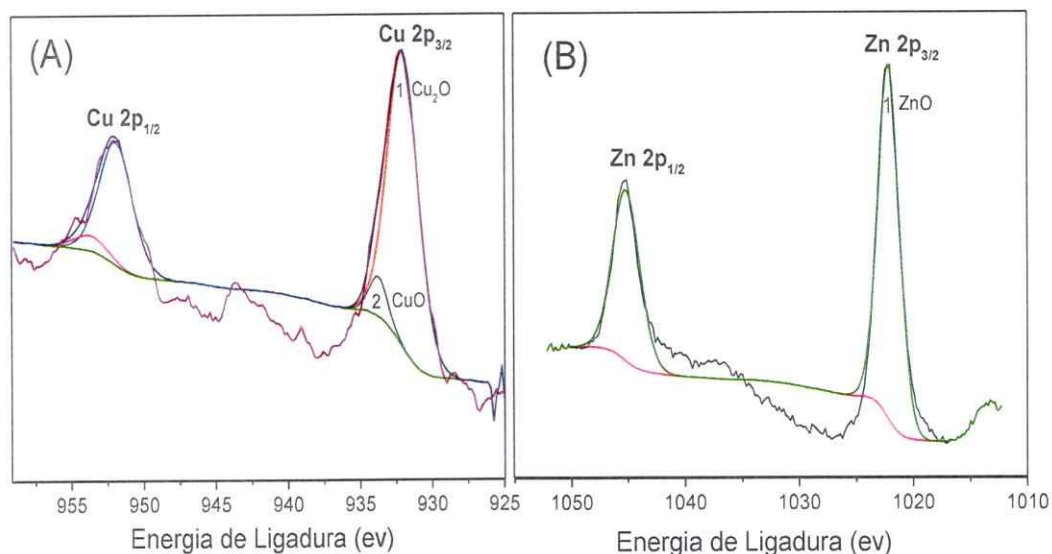 (A)
Cu 2p3/2
1 Cu2O
Cu 2p1/2
2 CuO
955 950 945 940 935 930 925
Energia de Ligadura (ev)
(B)
Zn 2p3/2
1 ZnO
Zn 2p1/2
1050 1040 1030 1020 1010
Energia de Ligadura (ev)